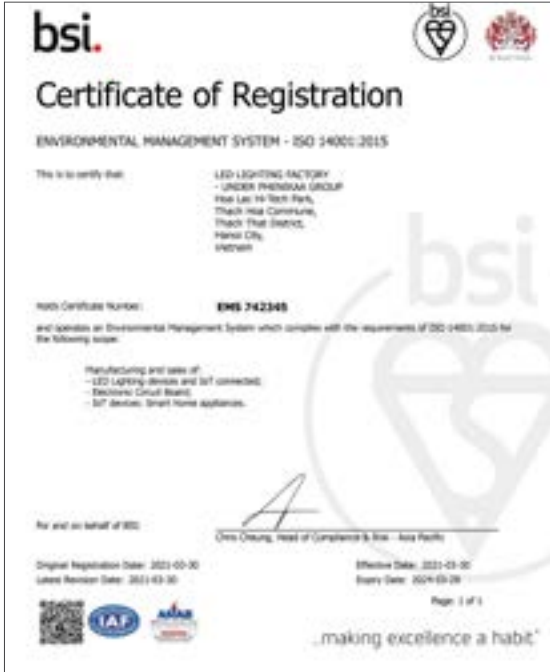 bsi.
bsi
Certificate of Registration
ENVIRONMENTAL MANAGEMENT SYSTEM - ISO 14001:2015
This is to certify that:
LED LIGHTING FACTORY
- UNDER PHENIKAA GROUP
Hoa Lac Hi-Tech Park,
Thach Hoa Commune,
Thach That District,
Hanoi City,
Vietnam
bsi
Holds Certificate Number:
EMS 742345
and operates an Environmental Management System which complies with the requirements of ISO 14001:2015 for
the following scope:
Manufacturing and sales of:
- LED Lighting devices and IoT connected;
- Electronic Circuit Board;
- IoT devices: Smart Home appliances.
For and on behalf of BSI:
Chris Cheung, Head of Compliance & Risk - Asia Pacific
Original Registration Date: 2021-03-30
Effective Date: 2021-03-30
Latest Revision Date: 2021-03-30
Expiry Date: 2024-03-29
Page: 1 of 1
IAF
...making excellence a habit.